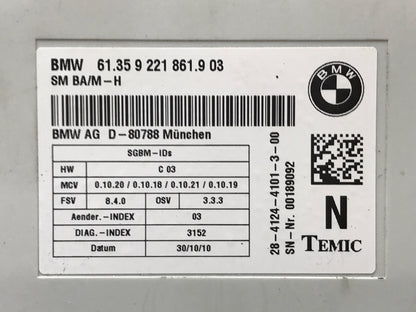 BMW 61.35 9 221 861.9 03
SM BA/M-H
BMW
BMW AG D-80788 München
SGBM-IDs
HW C 03
MCV 0.10.20 / 0.10.18 / 0.10.21 / 0.10.19
FSV 8.4.0 OSV 3.3.3
Aender.-INDEX 03
DIAG.-INDEX 3152
Datum 30/10/10
28-4124-4101-3-00
SN-Nr. 00189092
N
TEMIC